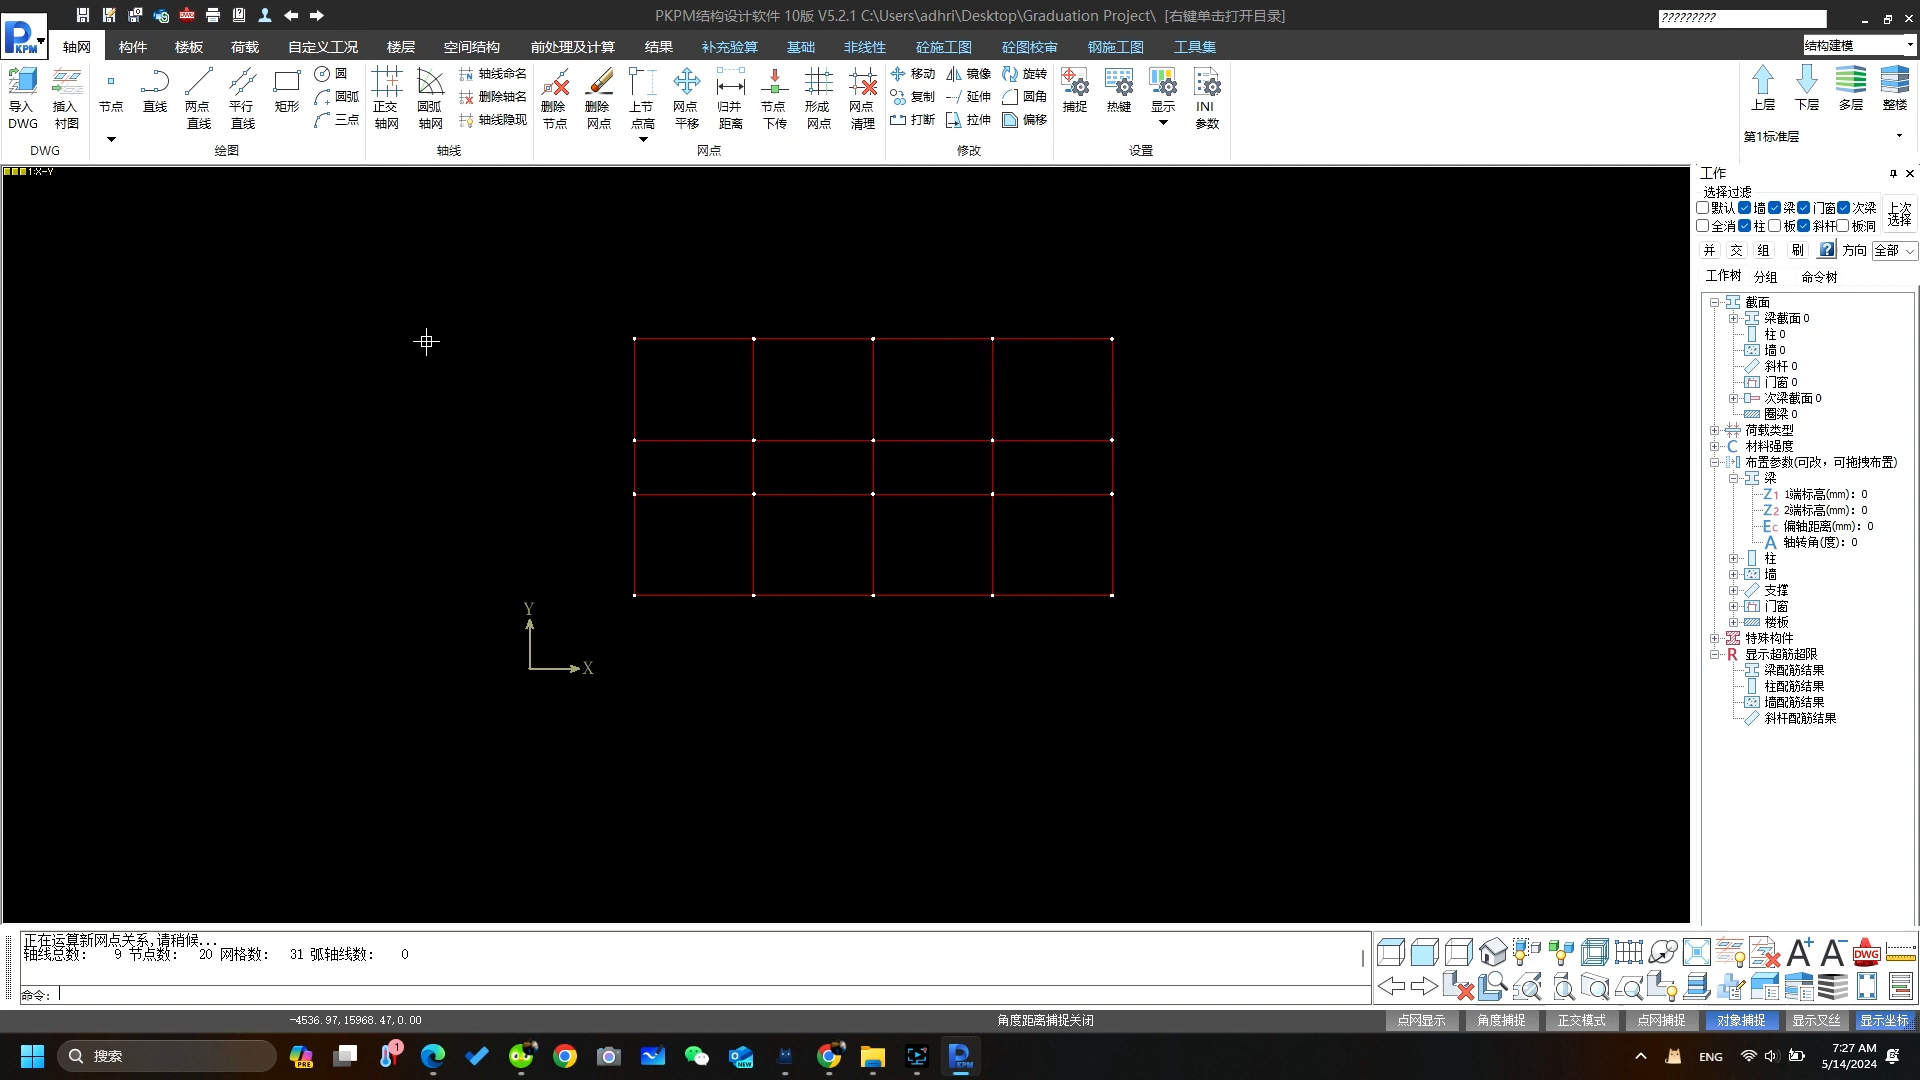 PKPM结构设计软件 10版 V5.2.1 C:\Users\adhri\Desktop\Graduation Project\ [右键单击打开目录]
?????????
轴网 构件 楼板 荷载 自定义工况 楼层 空间结构 前处理及计算 结果 补充验算 基础 非线性 砼施工图 砼图校审 钢施工图 工具集
结构建模
导入 DWG
插入 衬图
节点
直线
两点 直线
平行 直线
矩形
圆
圆弧
三点
正交 轴网
圆弧 轴网
轴线命名
删除轴名
轴线隐现
删除 节点
删除 网点
上节 点高
网点 平移
归并 距离
节点 下传
形成 网点
网点 清理
移动 镜像 旋转
复制 延伸 圆角
打断 拉伸 偏移
捕捉
热键
显示
INI 参数
上层 下层 多层 整楼
第1标准层
DWG 绘图 轴线 网点 修改 设置
1:X-Y
Y
X
工作
选择过滤
默认 墙 梁 门窗 次梁
全消 柱 板 斜杆 板洞
上次 选择
并 交 组 刷 方向 全部
工作树 分组 命令树
截面
梁截面 0
柱 0
墙 0
斜杆 0
门窗 0
次梁截面 0
圈梁 0
荷载类型
C 材料强度
布置参数(可改，可拖拽布置)
梁
Z1 1端标高(mm): 0
Z2 2端标高(mm): 0
Ec 偏轴距离(mm): 0
A 轴转角(度): 0
柱
墙
支撑
门窗
楼板
特殊构件
R 显示超筋超限
梁配筋结果
柱配筋结果
墙配筋结果
斜杆配筋结果
正在运算新网点关系,请稍候...
轴线总数: 9 节点数: 20 网格数: 31 弧轴线数: 0
命令:
-4536.97,15968.47,0.00
角度距离捕捉关闭
点网显示 角度捕捉 正交模式 点网捕捉 对象捕捉 显示叉丝 显示坐标
搜索
ENG
7:27 AM
5/14/2024